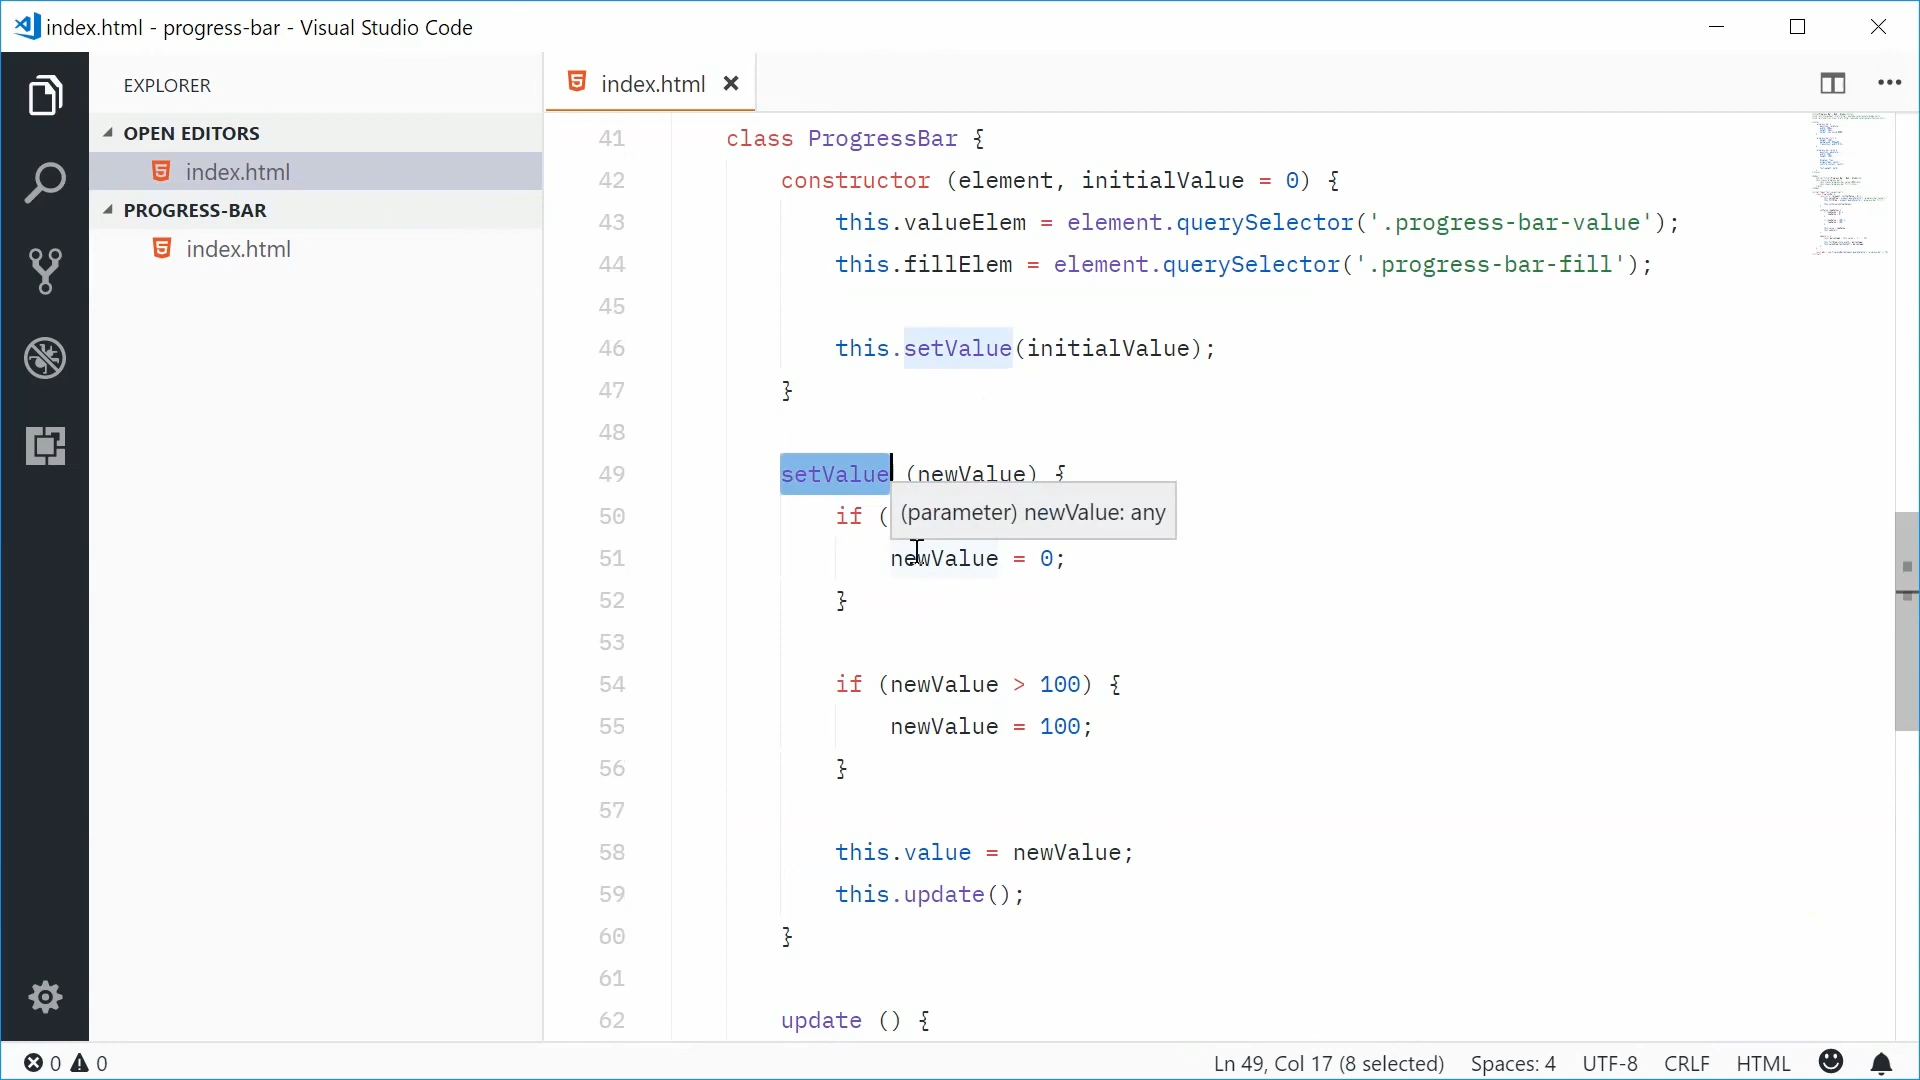 index.html - progress-bar - Visual Studio Code
EXPLORER
OPEN EDITORS
index.html
PROGRESS-BAR
index.html
index.html
41 class ProgressBar {
42 constructor (element, initialValue = 0) {
43 this.valueElem = element.querySelector('.progress-bar-value');
44 this.fillElem = element.querySelector('.progress-bar-fill');
45
46 this.setValue(initialValue);
47 }
48
49 setValue (newValue) {
50 if (
(parameter) newValue: any
51 newValue = 0;
52 }
53
54 if (newValue > 100) {
55 newValue = 100;
56 }
57
58 this.value = newValue;
59 this.update();
60 }
61
62 update () {
0 0
Ln 49, Col 17 (8 selected) Spaces: 4 UTF-8 CRLF HTML